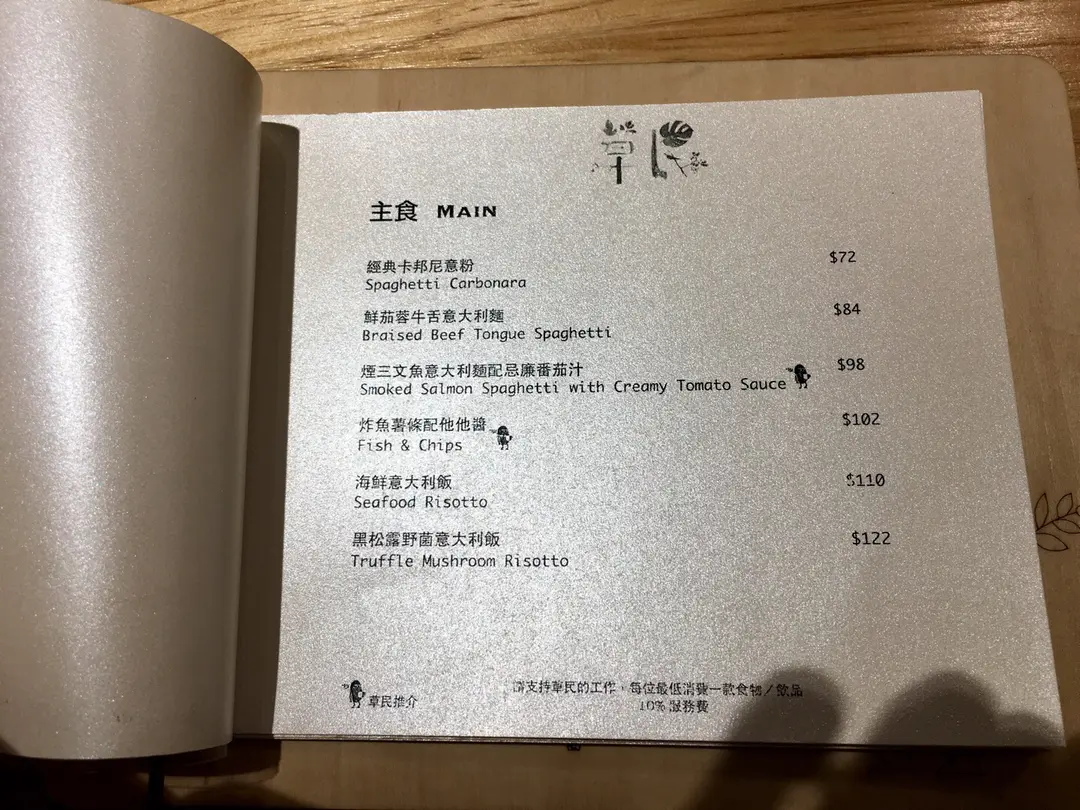 草民
主食 MAIN
經典卡邦尼意粉 $72
Spaghetti Carbonara
鮮茄蓉牛舌意大利麵 $84
Braised Beef Tongue Spaghetti
煙三文魚意大利麵配忌廉番茄汁 $98
Smoked Salmon Spaghetti with Creamy Tomato Sauce
炸魚薯條配他他醬 $102
Fish & Chips
海鮮意大利飯 $110
Seafood Risotto
黑松露野菌意大利飯 $122
Truffle Mushroom Risotto
草民推介
請支持草民的工作，每位最低消費一款食物／飲品
10% 服務費